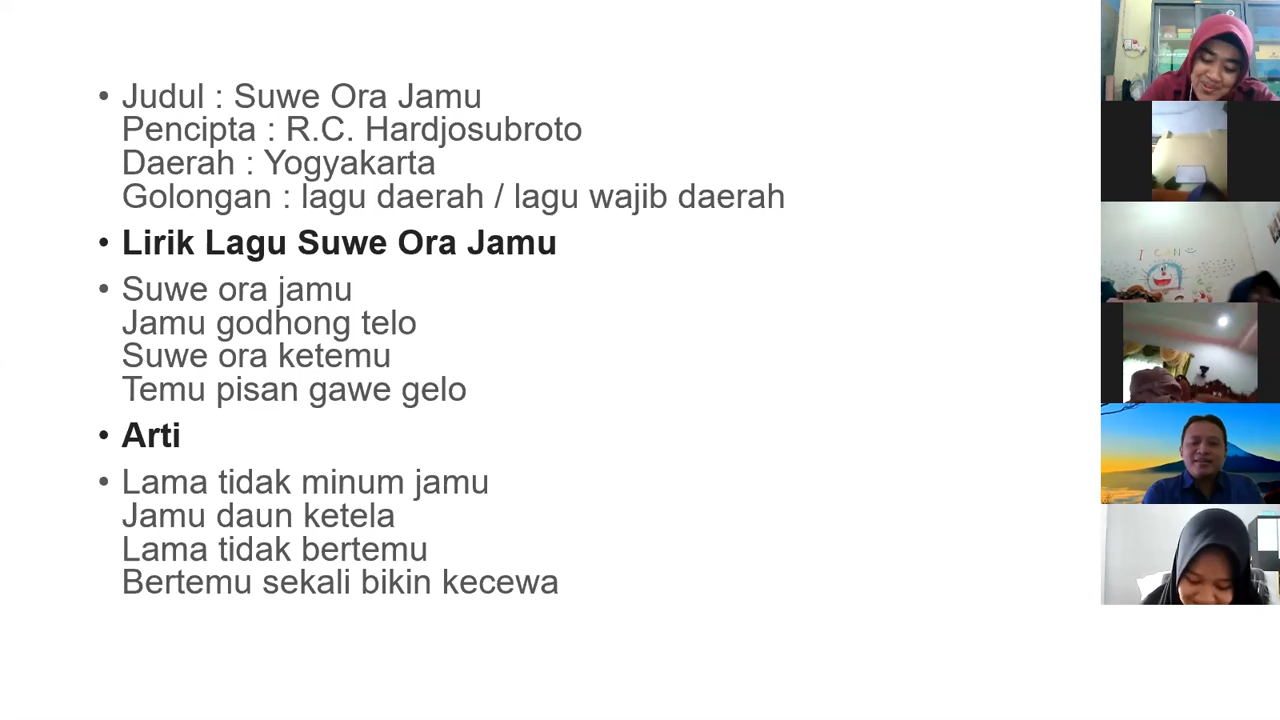 • Judul : Suwe Ora Jamu
Pencipta : R.C. Hardjosubroto
Daerah : Yogyakarta
Golongan : lagu daerah / lagu wajib daerah
• Lirik Lagu Suwe Ora Jamu
• Suwe ora jamu
Jamu godhong telo
Suwe ora ketemu
Temu pisan gawe gelo
• Arti
• Lama tidak minum jamu
Jamu daun ketela
Lama tidak bertemu
Bertemu sekali bikin kecewa
I CAN